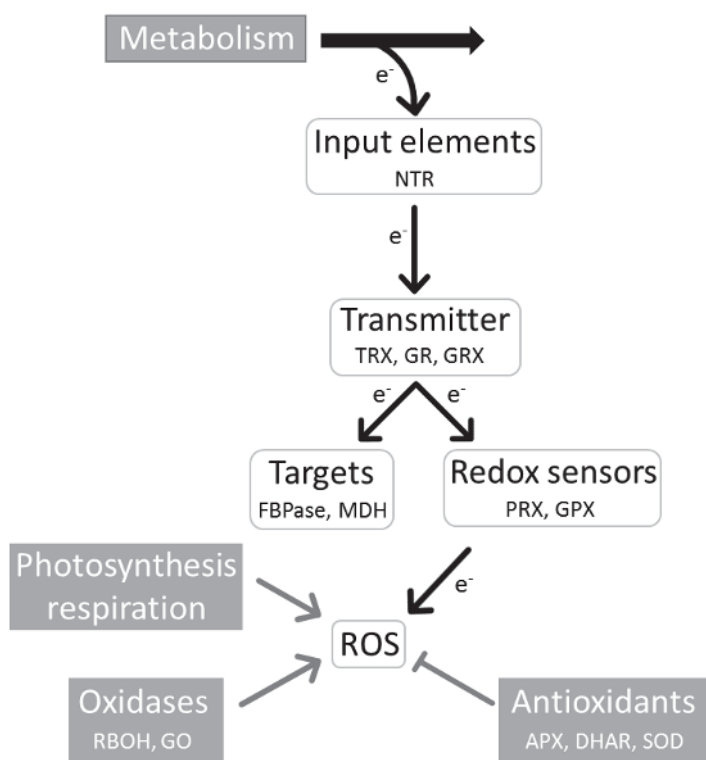 Metabolism
e⁻
Input elements
NTR
e⁻
Transmitter
TRX, GR, GRX
e⁻ e⁻
Targets
FBPase, MDH
Redox sensors
PRX, GPX
Photosynthesis
respiration
e⁻
ROS
Oxidases
RBOH, GO
Antioxidants
APX, DHAR, SOD